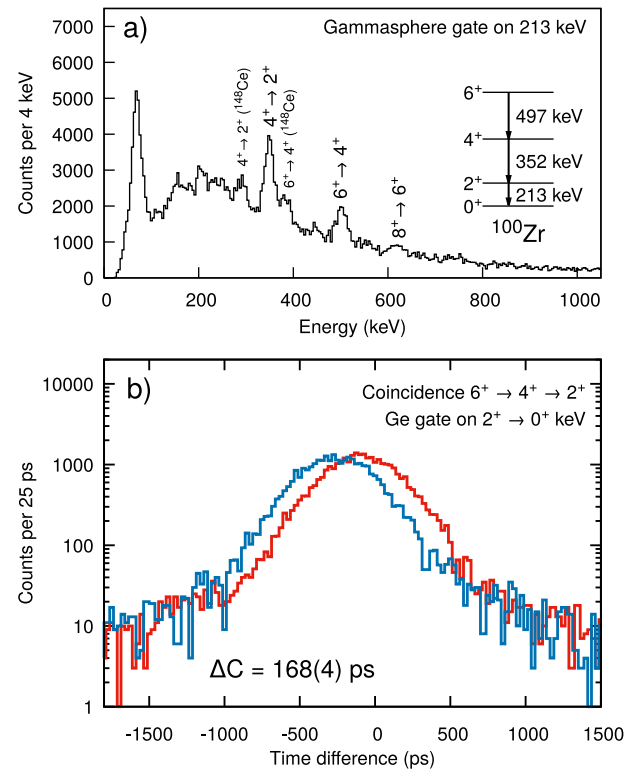 a)
Gammasphere gate on 213 keV
Counts per 4 keV
7000
6000
5000
4000
3000
2000
1000
0
4⁺ → 2⁺ (¹⁴⁸Ce)
4⁺ → 2⁺
6⁺ → 4⁺ (¹⁴⁸Ce)
6⁺ → 4⁺
8⁺ → 6⁺
6⁺
497 keV
4⁺
352 keV
2⁺
213 keV
0⁺
¹⁰⁰Zr
0 200 400 600 800 1000
Energy (keV)
b)
Coincidence 6⁺ → 4⁺ → 2⁺
Ge gate on 2⁺ → 0⁺ keV
Counts per 25 ps
10000
1000
100
10
1
ΔC = 168(4) ps
-1500 -1000 -500 0 500 1000 1500
Time difference (ps)